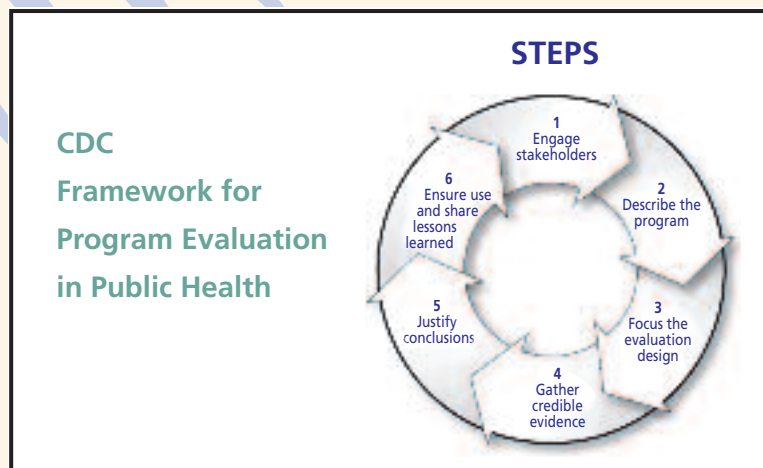 STEPS
CDC
Framework for
Program Evaluation
in Public Health
1
Engage
stakeholders
2
Describe the
program
3
Focus the
evaluation
design
4
Gather
credible
evidence
5
Justify
conclusions
6
Ensure use
and share
lessons
learned